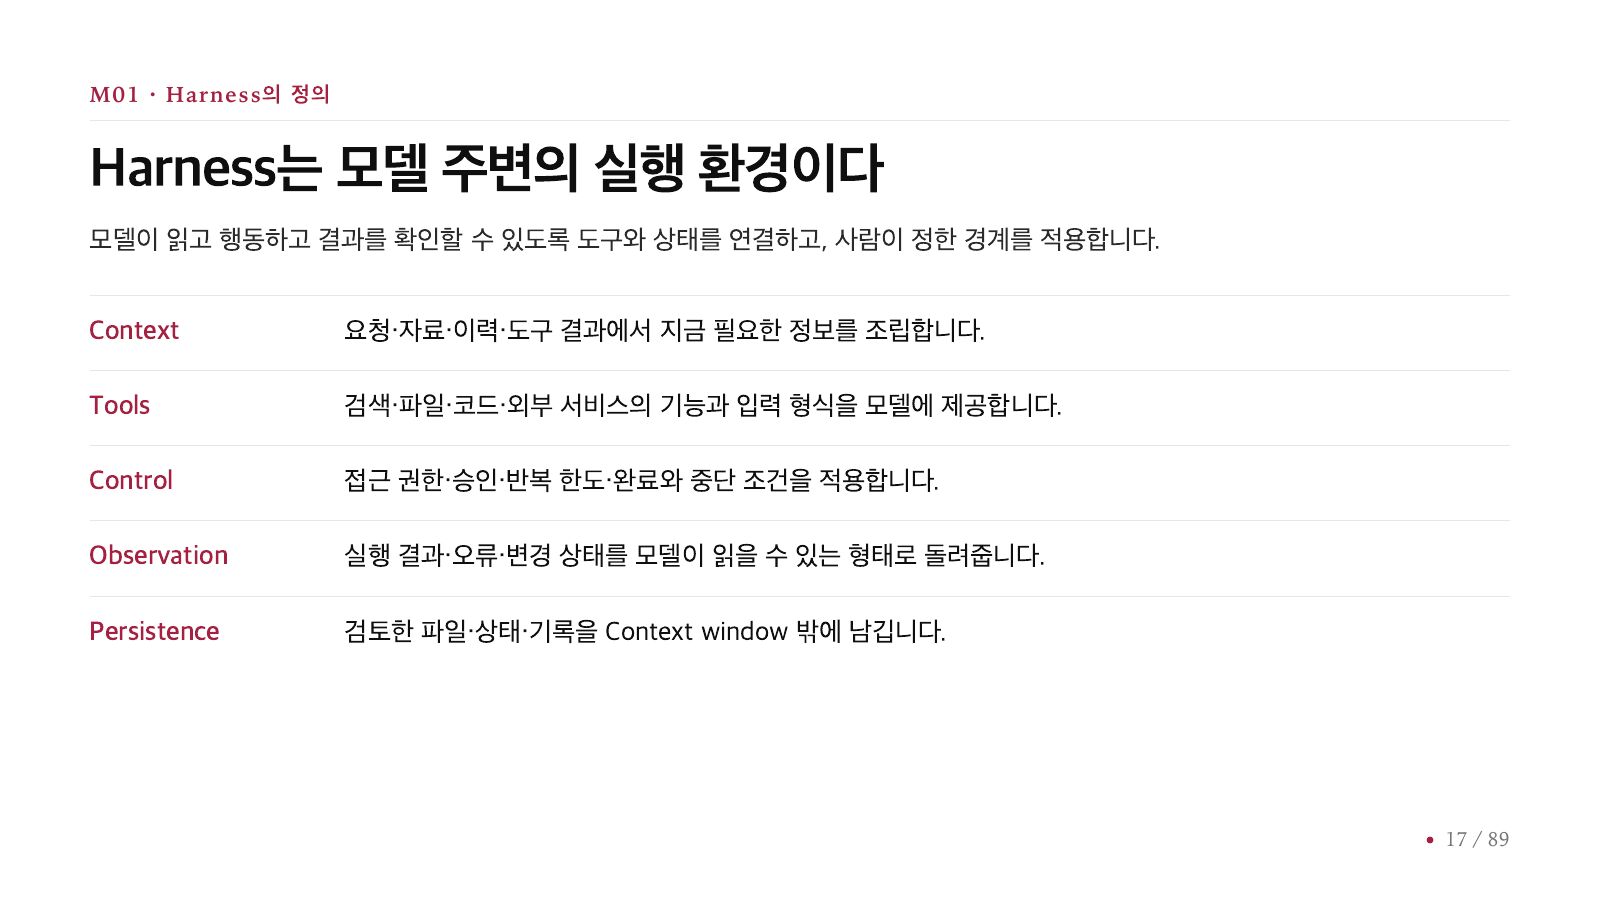 M01 · Harness의 정의
Harness는 모델 주변의 실행 환경이다
모델이 읽고 행동하고 결과를 확인할 수 있도록 도구와 상태를 연결하고, 사람이 정한 경계를 적용합니다.
Context 요청·자료·이력·도구 결과에서 지금 필요한 정보를 조립합니다.
Tools 검색·파일·코드·외부 서비스의 기능과 입력 형식을 모델에 제공합니다.
Control 접근 권한·승인·반복 한도·완료와 중단 조건을 적용합니다.
Observation 실행 결과·오류·변경 상태를 모델이 읽을 수 있는 형태로 돌려줍니다.
Persistence 검토한 파일·상태·기록을 Context window 밖에 남깁니다.
• 17 / 89